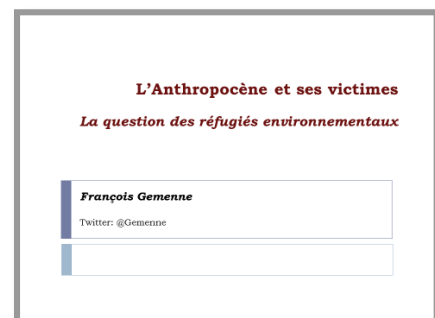 L'Anthropocène et ses victimes
La question des réfugiés environnementaux
François Gemenne
Twitter: @Gemenne